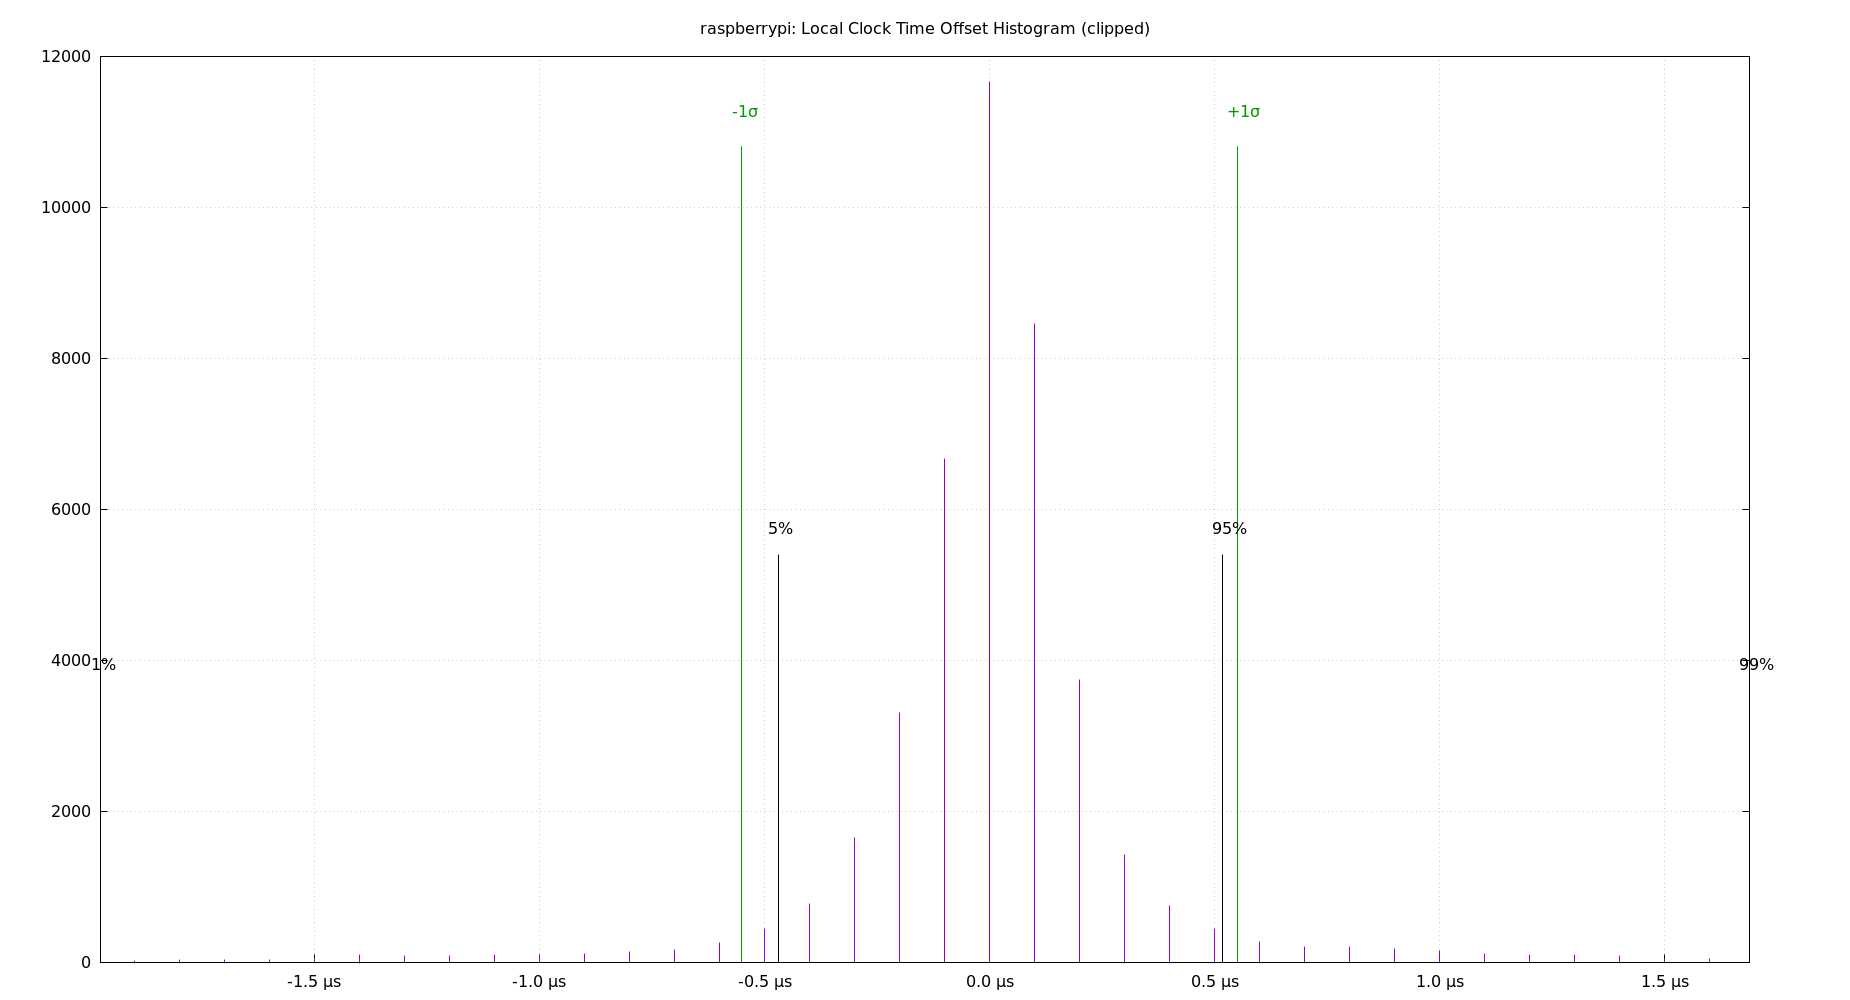 raspberrypi: Local Clock Time Offset Histogram (clipped)
12000
-1σ
+1σ
10000
8000
6000
5%
95%
4000
1%
99%
2000
0
-1.5 µs
-1.0 µs
-0.5 µs
0.0 µs
0.5 µs
1.0 µs
1.5 µs